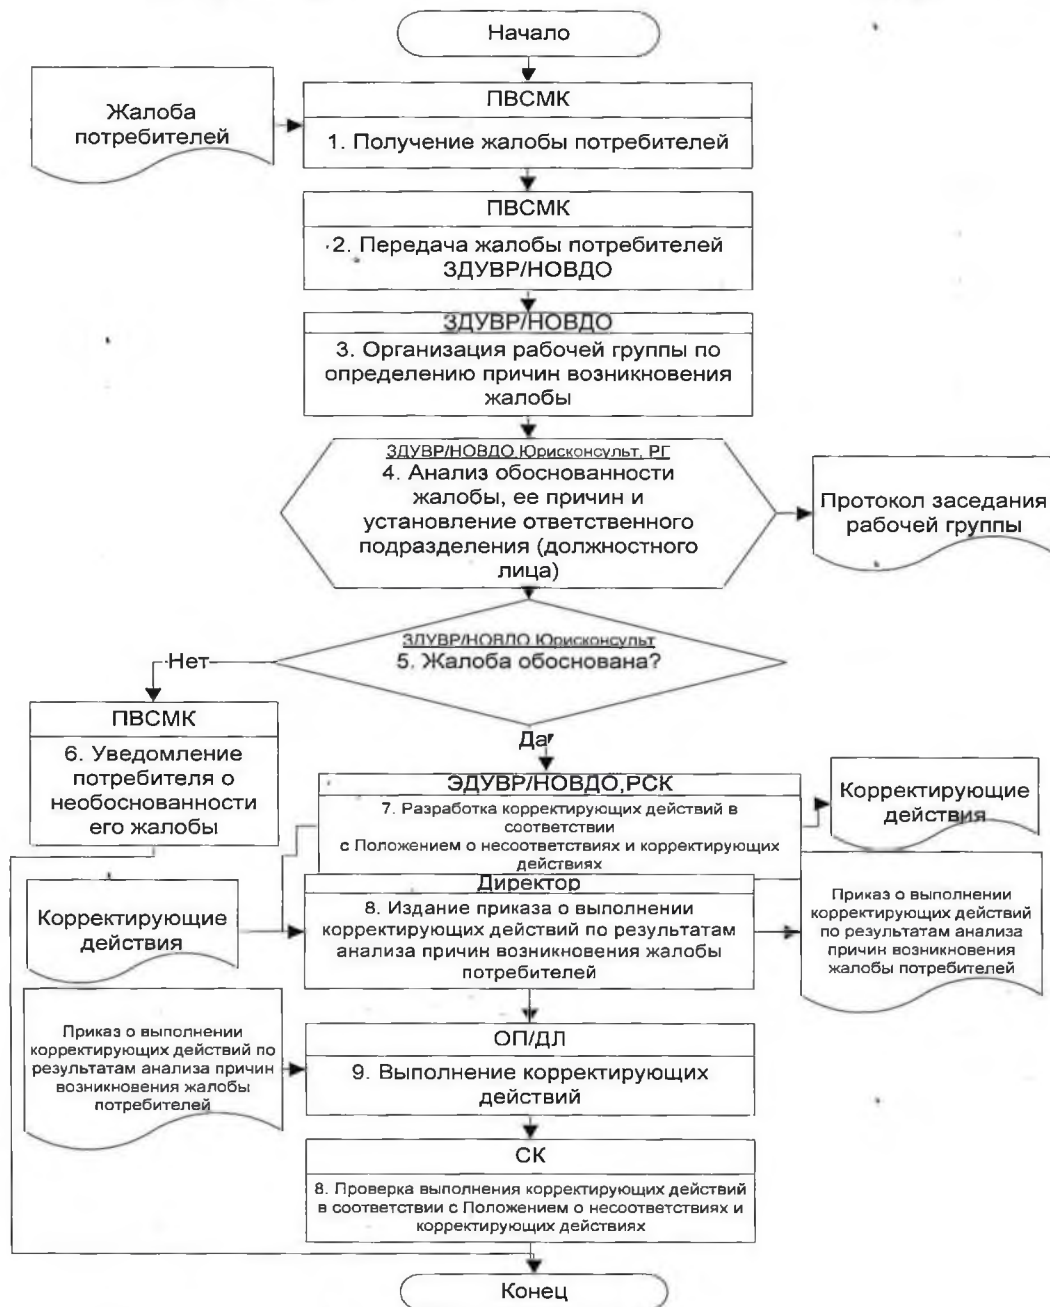 Начало
Жалоба
потребителей
ПВСМК
1. Получение жалобы потребителей
ПВСМК
2. Передача жалобы потребителей
ЗДУВР/НОВДО
ЗДУВР/НОВДО
3. Организация рабочей группы по
определению причин возникновения
жалобы
ЗДУВР/НОВДО Юрисконсульт, РГ
4. Анализ обоснованности
жалобы, ее причин и
установление ответственного
подразделения (должностного
лица)
Протокол заседания
рабочей группы
ЗДУВР/НОВДО Юрисконсульт
5. Жалоба обоснована?
Нет
Да
ПВСМК
6. Уведомление
потребителя о
необоснованности
его жалобы
ЭДУВР/НОВДО,РСК
7. Разработка корректирующих действий в
соответствии
с Положением о несоответствиях и корректирующих
действиях
Корректирующие
действия
Корректирующие
действия
Директор
8. Издание приказа о выполнении
корректирующих действий по результатам
анализа причин возникновения жалобы
потребителей
Приказ о выполнении
корректирующих действий
по результатам анализа
причин возникновения
жалобы потребителей
Приказ о выполнении
корректирующих действий по
результатам анализа причин
возникновения жалобы
потребителей
ОП/ДЛ
9. Выполнение корректирующих
действий
СК
8. Проверка выполнения корректирующих действий
в соответствии с Положением о несоответствиях и
корректирующих действиях
Конец